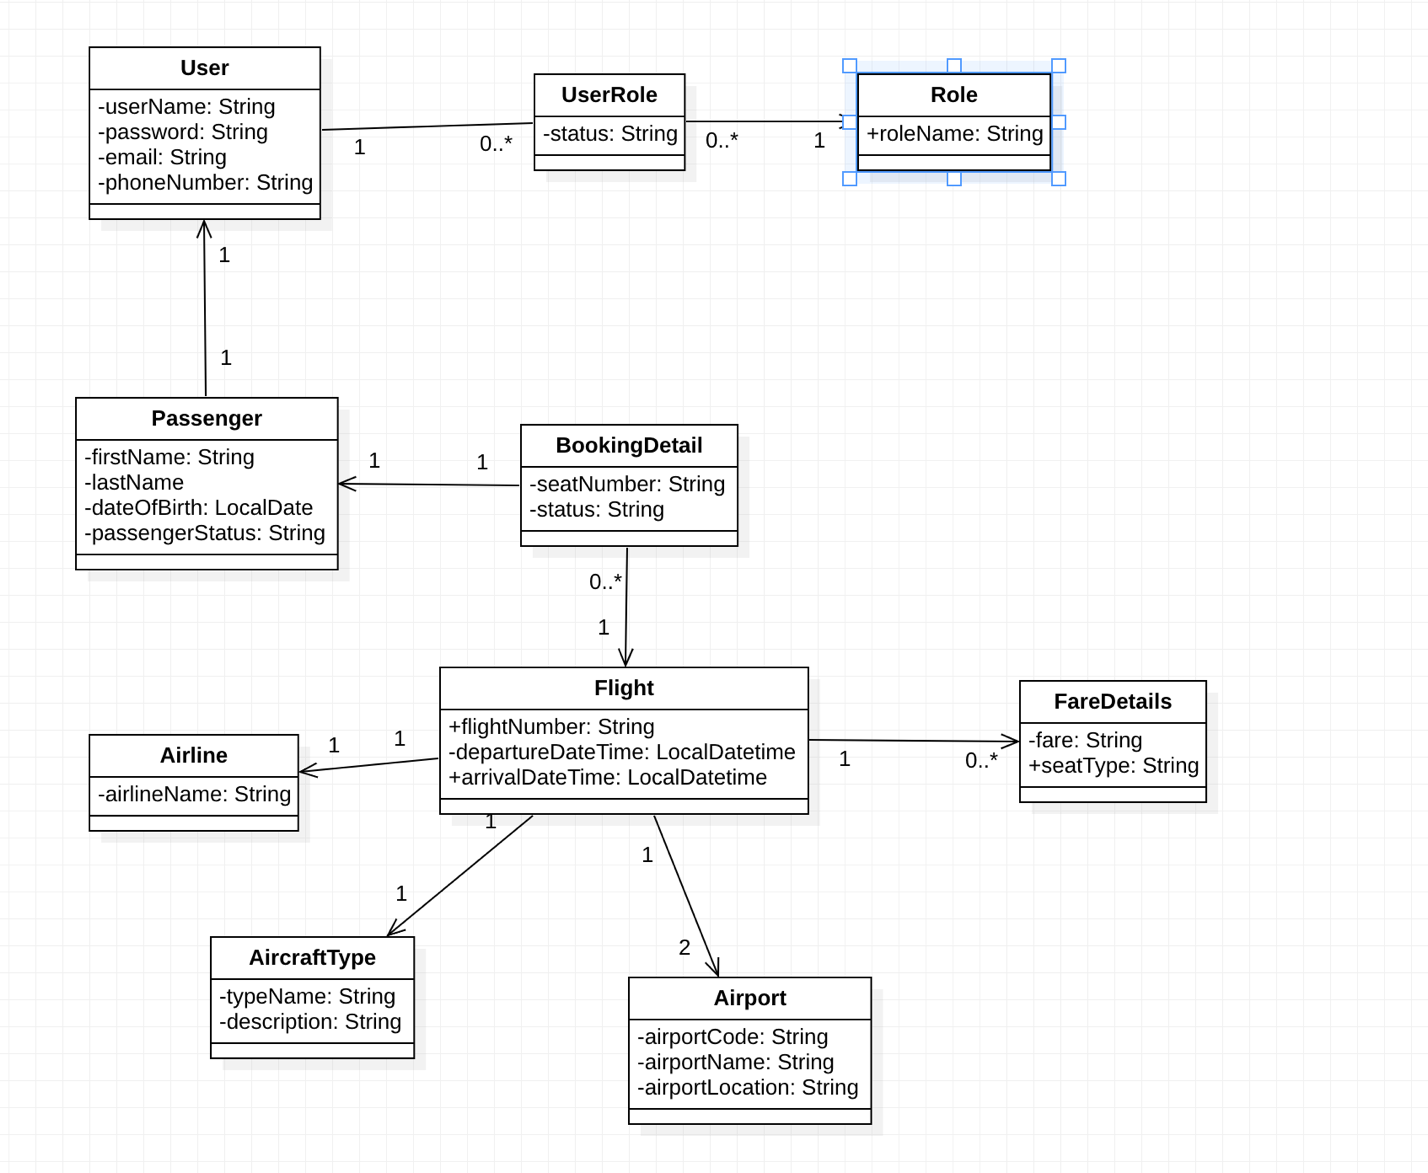 User
-userName: String
-password: String
-email: String
-phoneNumber: String
1
0..*
UserRole
-status: String
0..*
1
Role
+roleName: String
1
1
Passenger
-firstName: String
-lastName
-dateOfBirth: LocalDate
-passengerStatus: String
1
1
BookingDetail
-seatNumber: String
-status: String
0..*
1
Flight
+flightNumber: String
-departureDateTime: LocalDatetime
+arrivalDateTime: LocalDatetime
1
0..*
FareDetails
-fare: String
+seatType: String
Airline
-airlineName: String
1
1
1
1
AircraftType
-typeName: String
-description: String
1
2
Airport
-airportCode: String
-airportName: String
-airportLocation: String